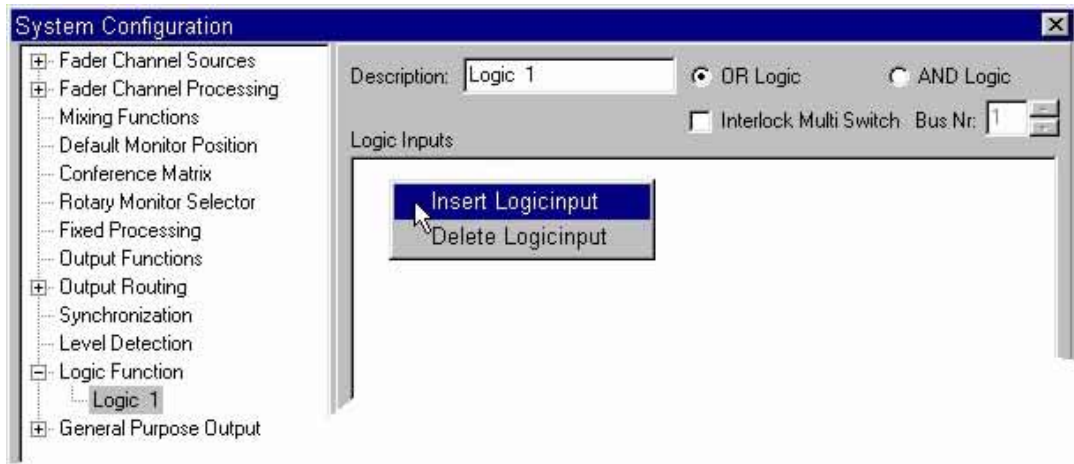 System Configuration
Fader Channel Sources
Fader Channel Processing
Mixing Functions
Default Monitor Position
Conference Matrix
Rotary Monitor Selector
Fixed Processing
Output Functions
Output Routing
Synchronization
Level Detection
Logic Function
Logic 1
General Purpose Output
Description: Logic 1 OR Logic AND Logic
Interlock Multi Switch Bus Nr: 1
Logic Inputs
Insert Logicinput
Delete Logicinput